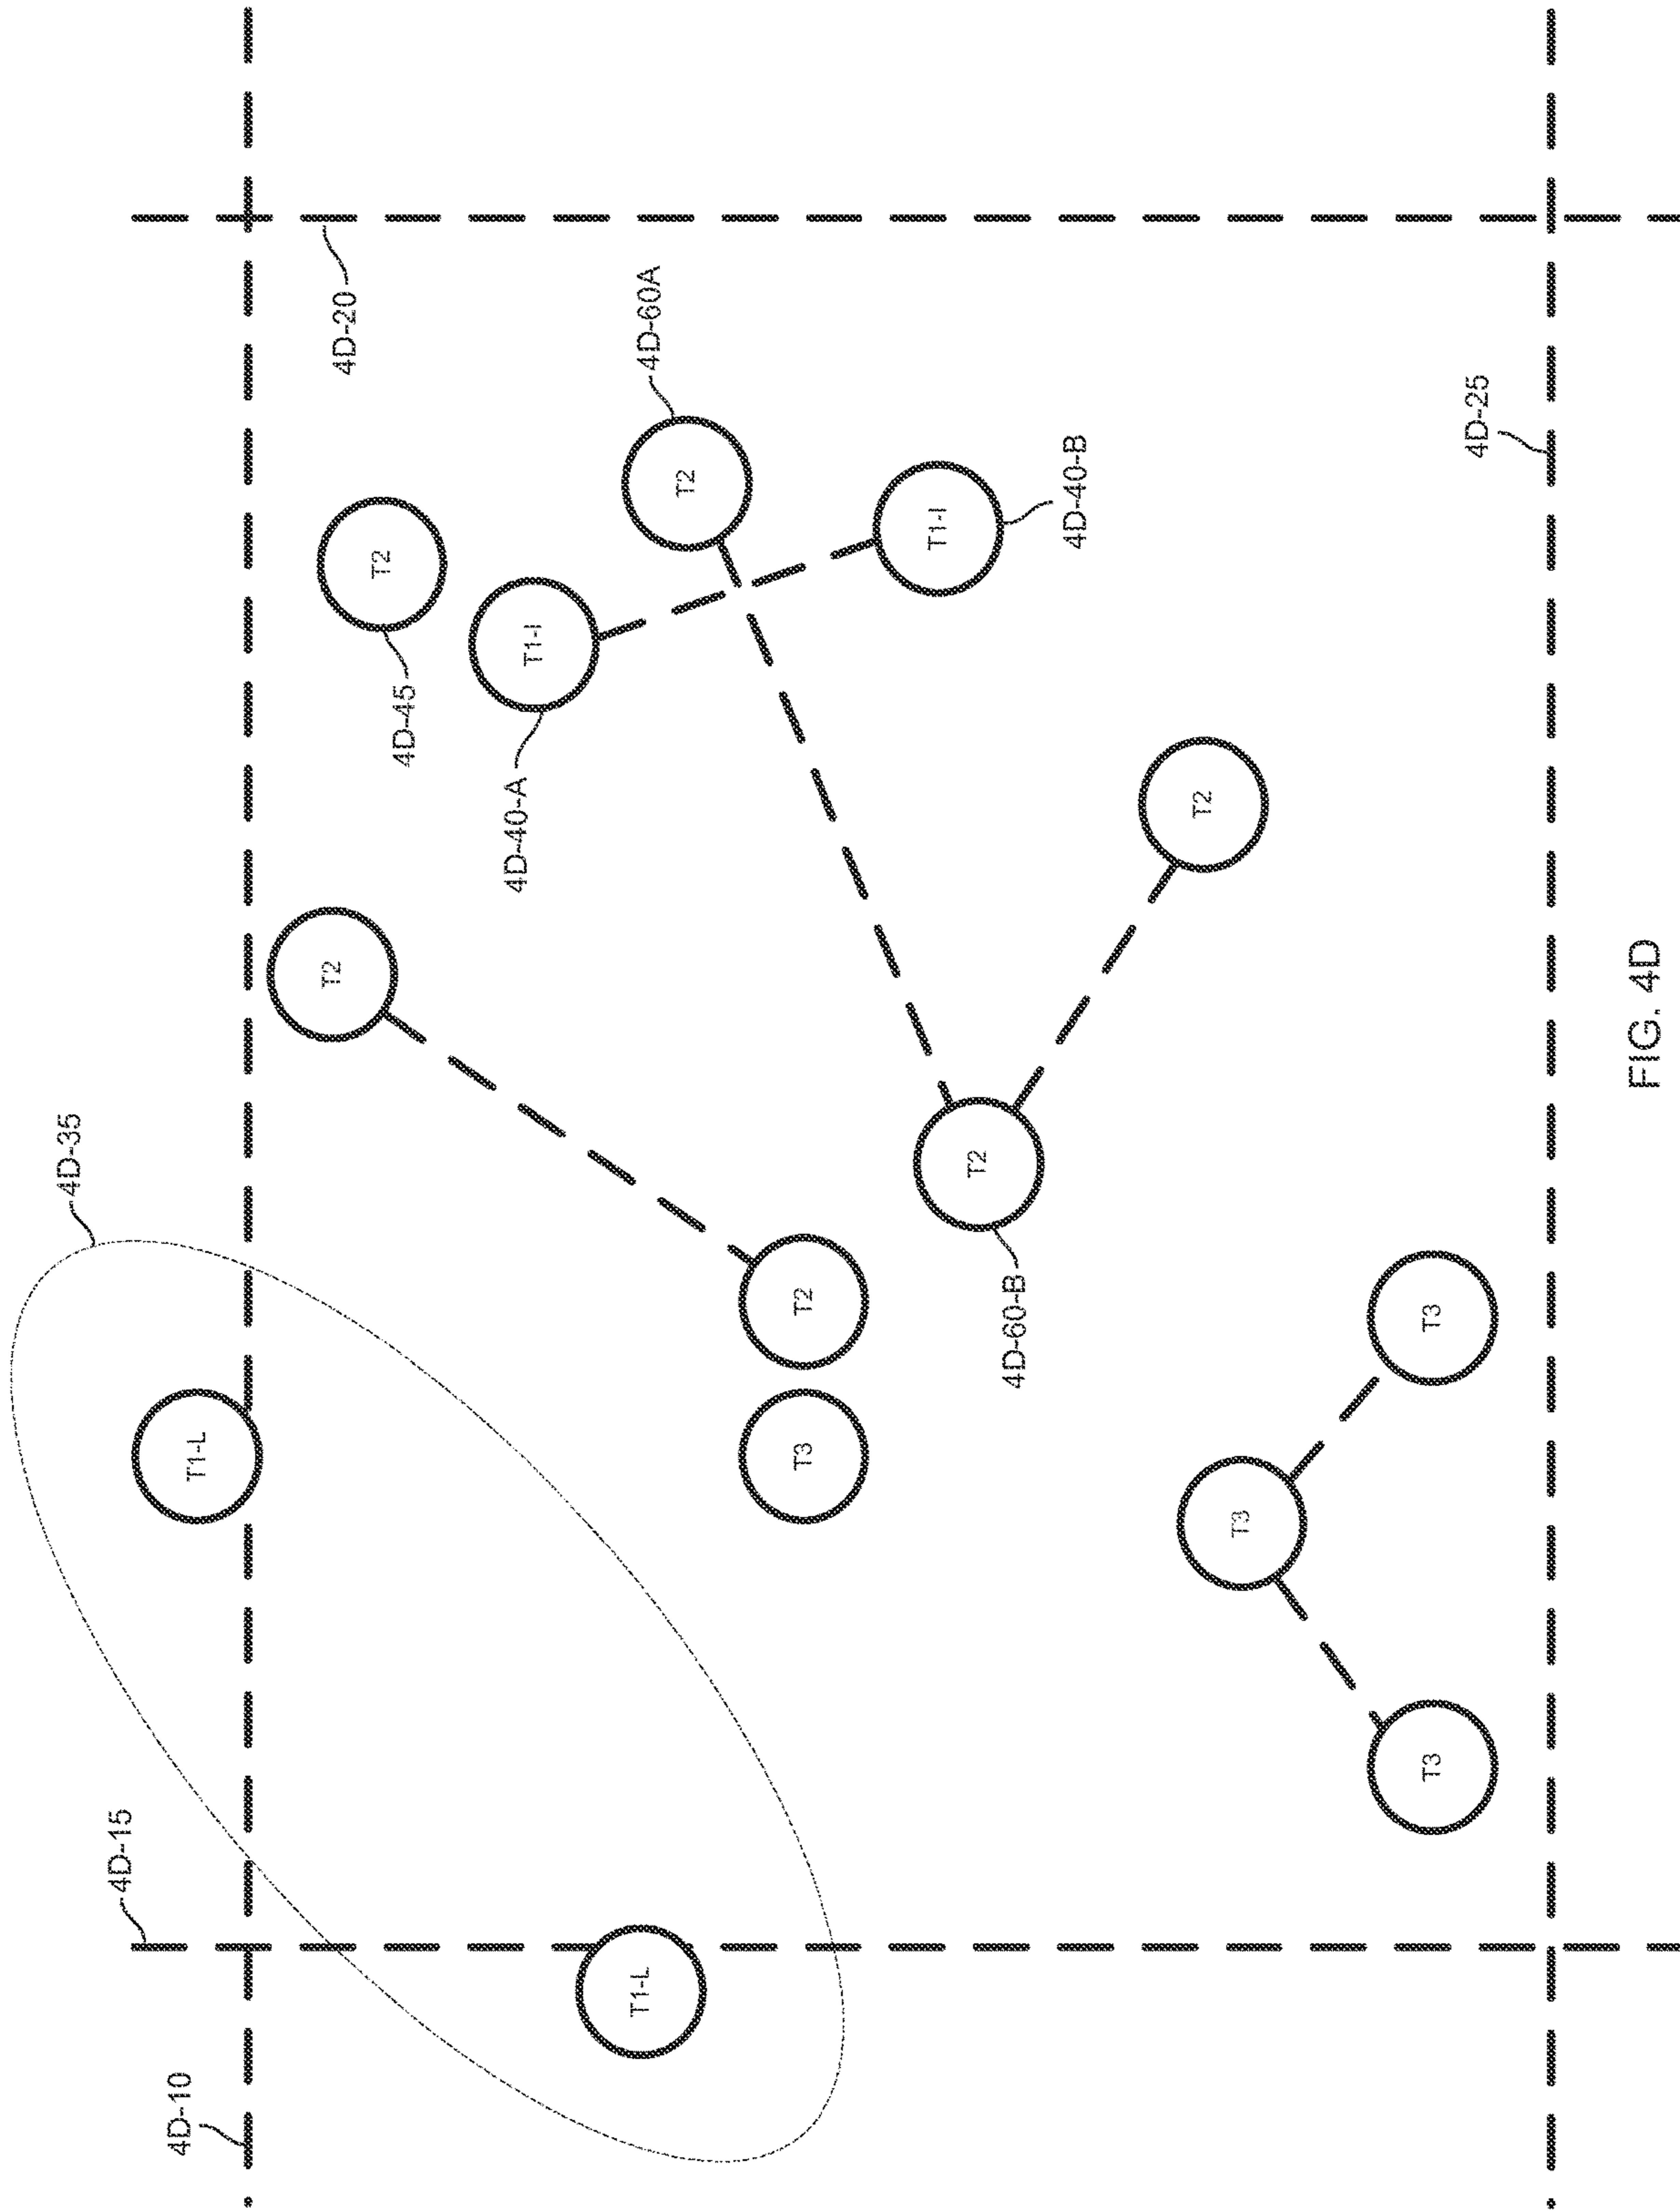 4D-35
4D-15
4D-10
T1-L
T2
4D-20
T2
4D-45
4D-40-A
T1-I
T1-L
4D-60A
T2
T3
T2
T1-I
T2
4D-60-B
4D-40-B
T2
T3
T3
T3
4D-25
FIG. 4D